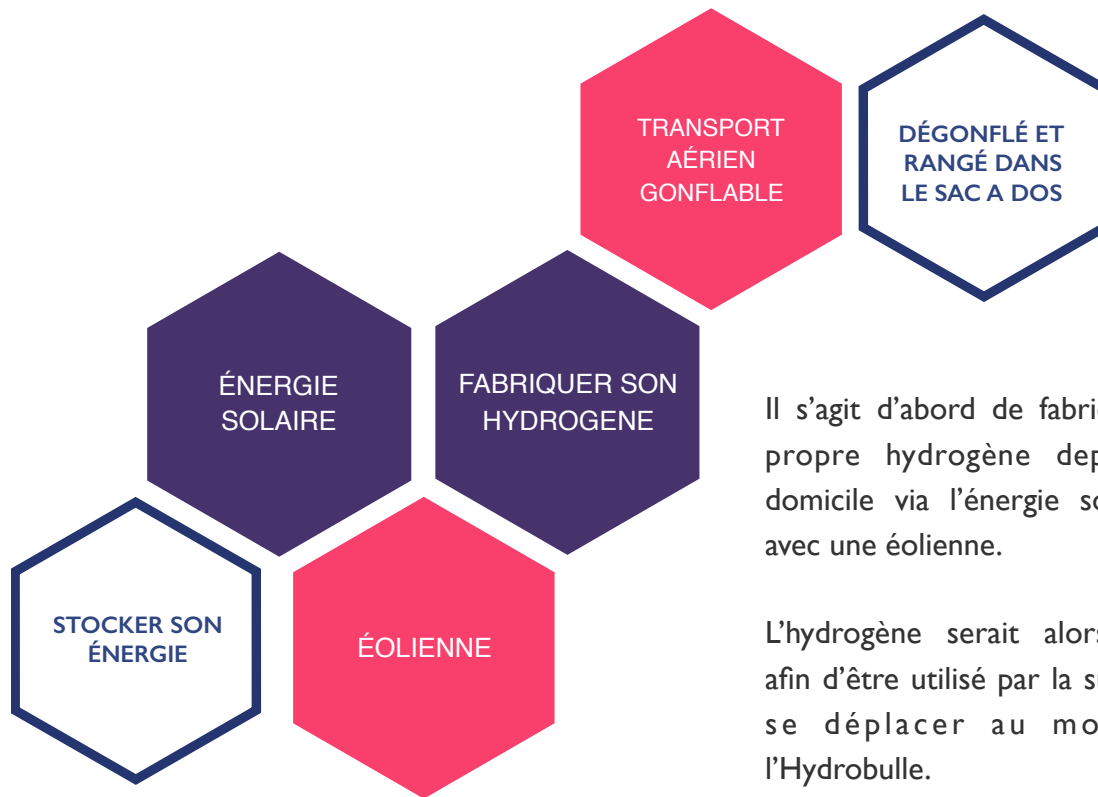 TRANSPORT
AÉRIEN
GONFLABLE
DÉGONFLÉ ET
RANGÉ DANS
LE SAC A DOS
ÉNERGIE
SOLAIRE
FABRIQUER SON
HYDROGENE
STOCKER SON
ÉNERGIE
ÉOLIENNE
Il s’agit d’abord de
propre hydrogène
domicile via l’énergie
avec une éolienne.
L’hydrogène serait alors
afin d’être utilisé par la
se déplacer au
l’Hydrobulle.